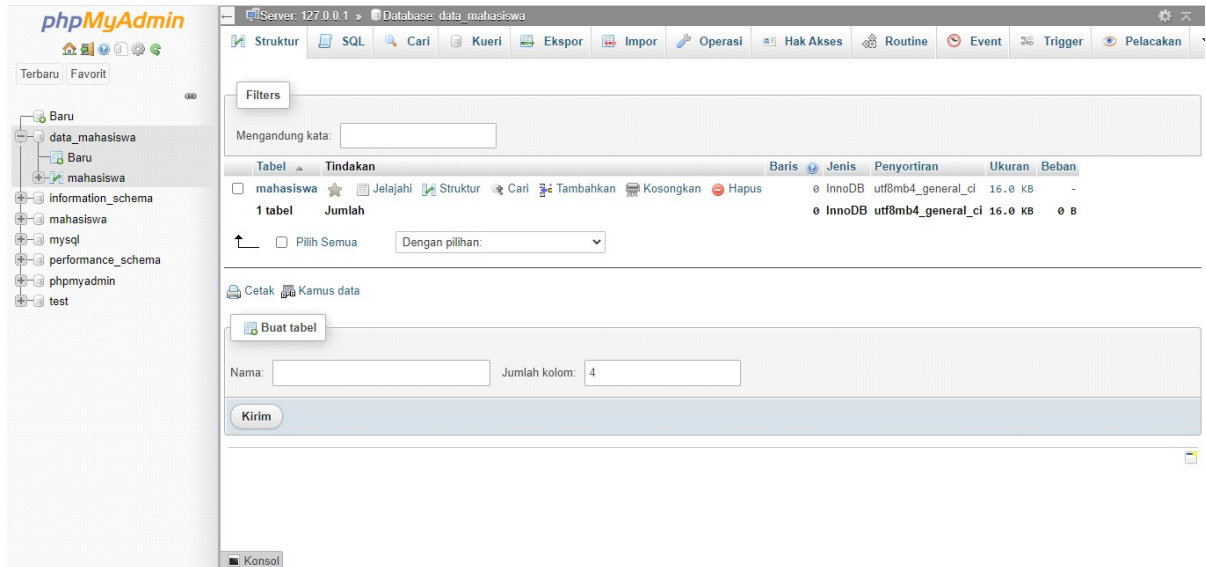 phpMyAdmin
Terbaru Favorit
Baru
data_mahasiswa
Baru
mahasiswa
information_schema
mahasiswa
mysql
performance_schema
phpmyadmin
test
Server: 127.0.0.1 » Database: data_mahasiswa
Struktur SQL Cari Kueri Ekspor Impor Operasi Hak Akses Routine Event Trigger Pelacakan
Filters
Mengandung kata:
Tabel Tindakan Baris Jenis Penyortiran Ukuran Beban
mahasiswa Jelajahi Struktur Cari Tambahkan Kosongkan Hapus 0 InnoDB utf8mb4_general_ci 16.0 KB -
1 tabel Jumlah 0 InnoDB utf8mb4_general_ci 16.0 KB 0 B
Pilih Semua Dengan pilihan:
Cetak Kamus data
Buat tabel
Nama: Jumlah kolom: 4
Kirim
Konsol